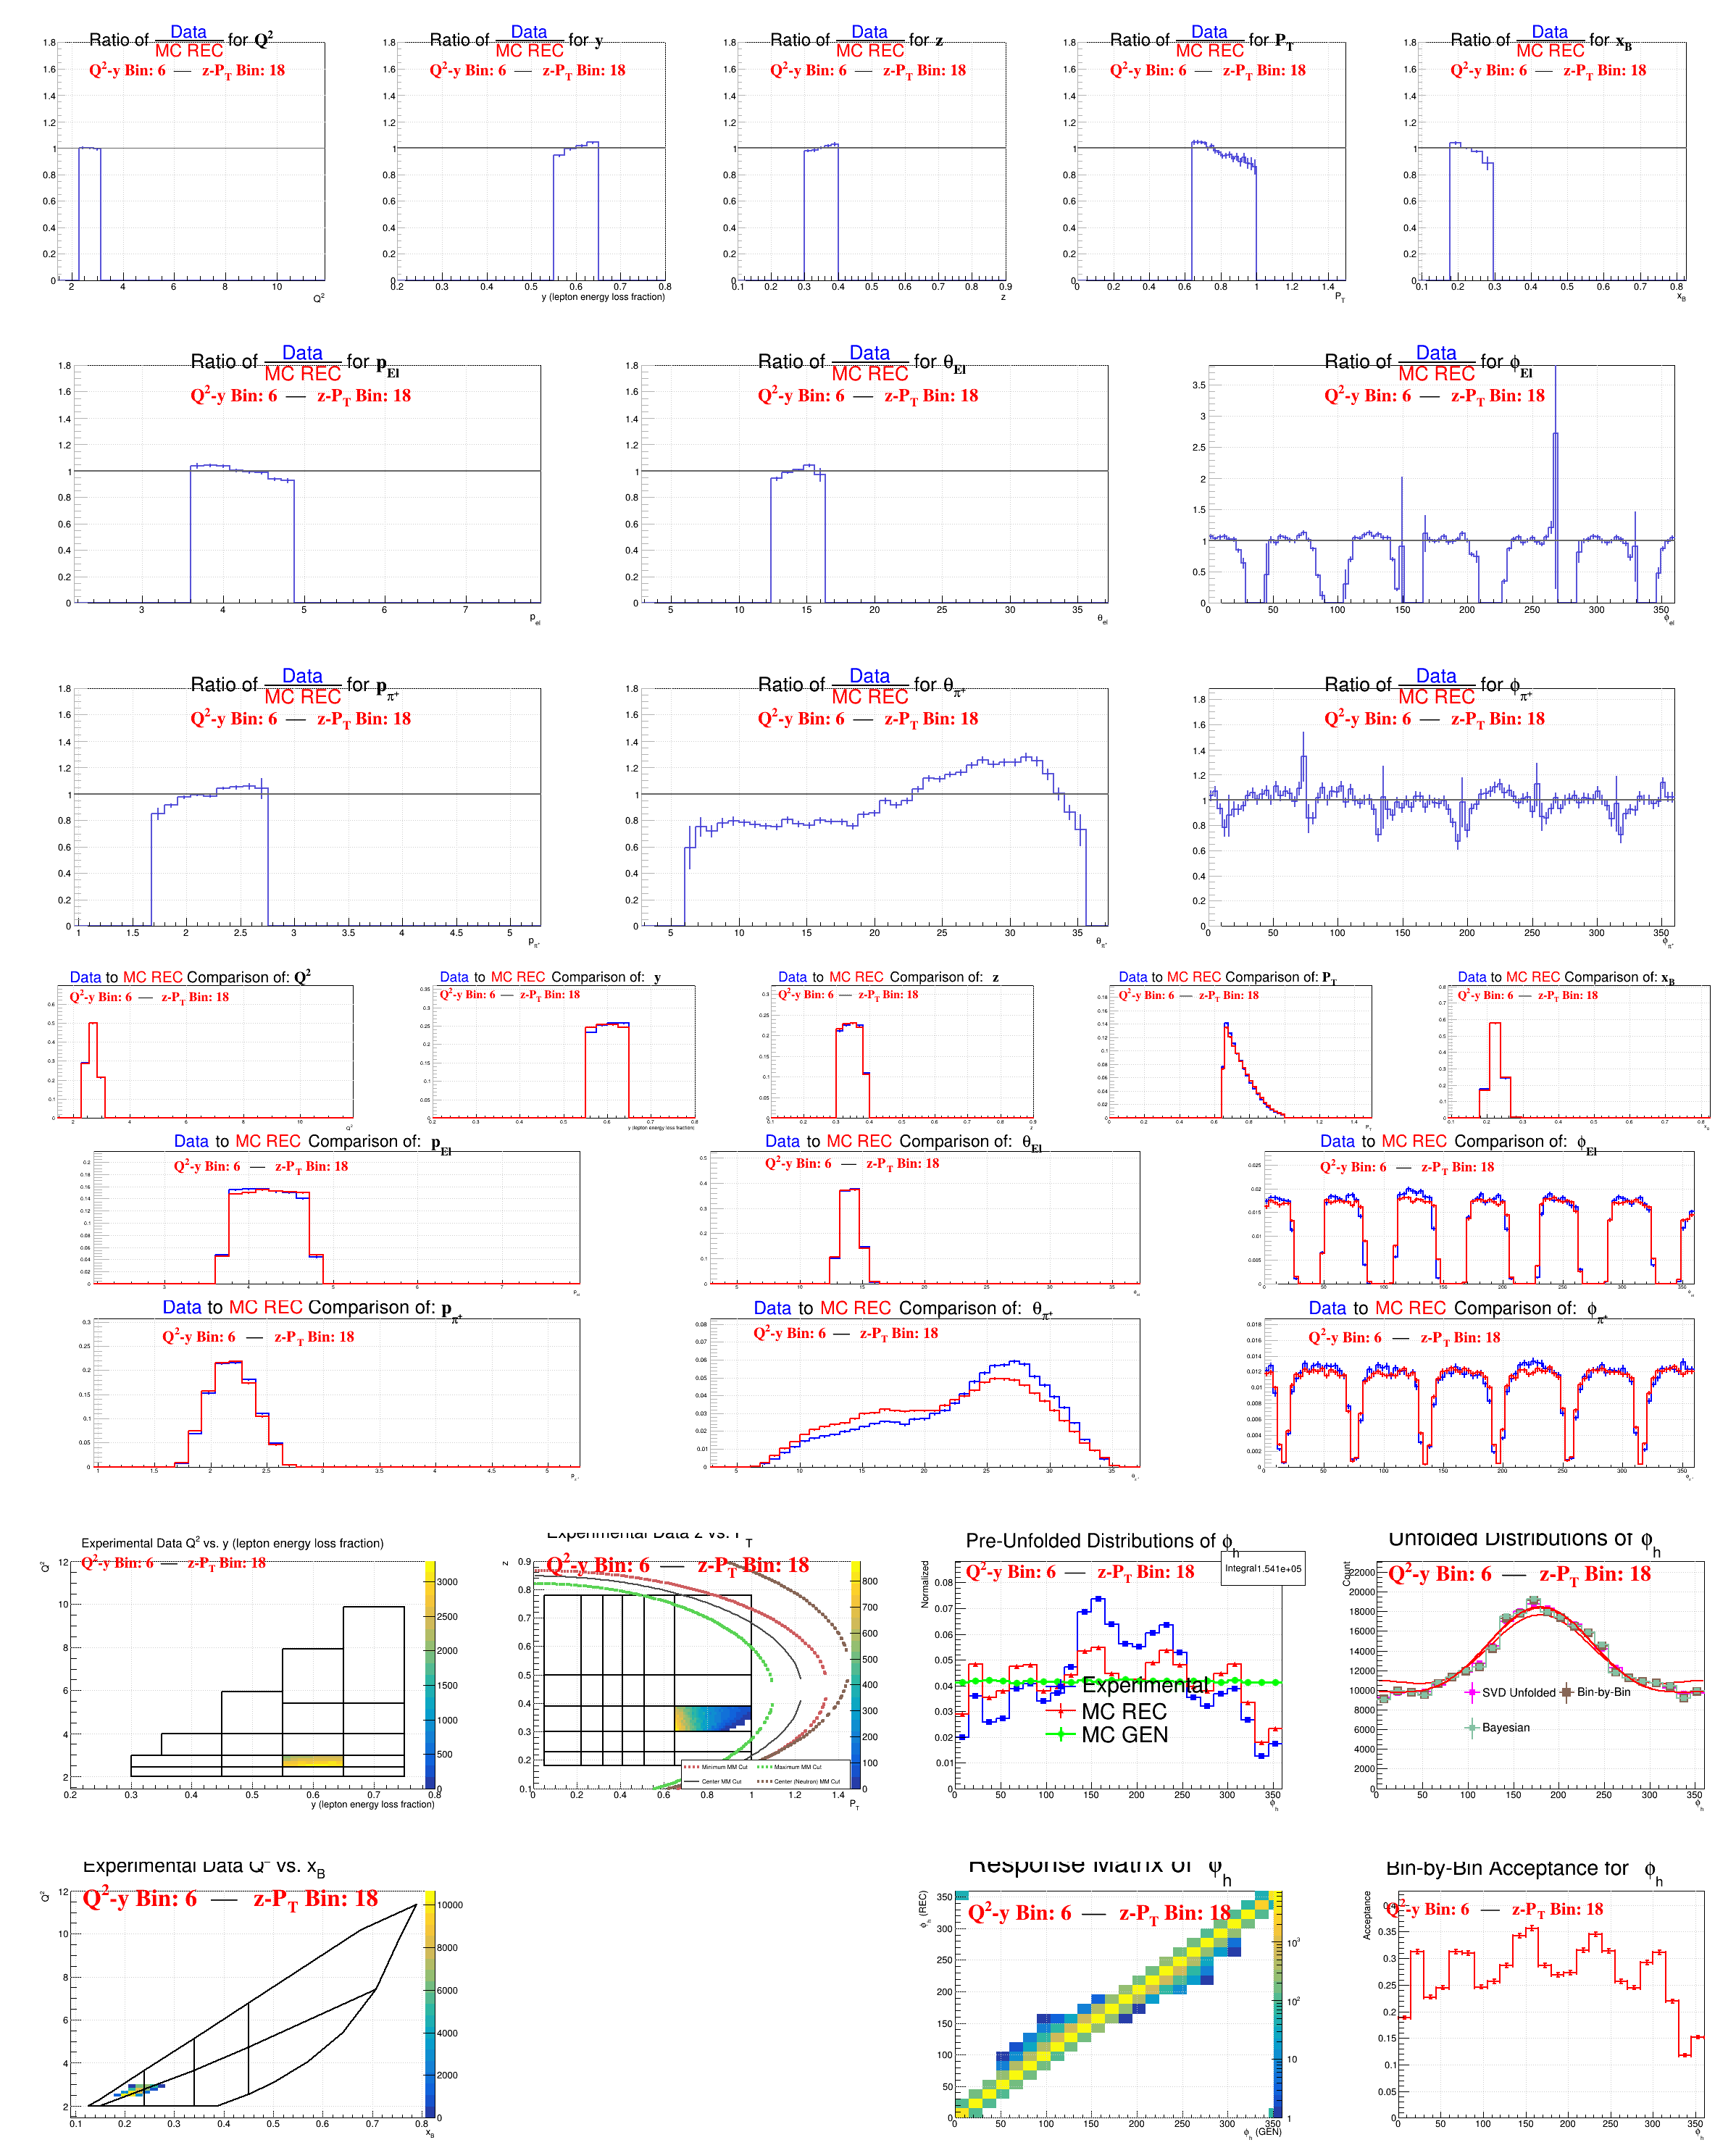 Ratio of Data/MC REC for Q²
Q²-y Bin: 6 — z-P_T Bin: 18
Q²
Ratio of Data/MC REC for y
Q²-y Bin: 6 — z-P_T Bin: 18
y (lepton energy loss fraction)
Ratio of Data/MC REC for z
Q²-y Bin: 6 — z-P_T Bin: 18
z
Ratio of Data/MC REC for P_T
Q²-y Bin: 6 — z-P_T Bin: 18
P_T
Ratio of Data/MC REC for x_B
Q²-y Bin: 6 — z-P_T Bin: 18
x_B
Ratio of Data/MC REC for p_El
Q²-y Bin: 6 — z-P_T Bin: 18
p_el
Ratio of Data/MC REC for θ_El
Q²-y Bin: 6 — z-P_T Bin: 18
θ_el
Ratio of Data/MC REC for ϕ_El
Q²-y Bin: 6 — z-P_T Bin: 18
ϕ_el
Ratio of Data/MC REC for p_π⁺
Q²-y Bin: 6 — z-P_T Bin: 18
p_π⁺
Ratio of Data/MC REC for θ_π⁺
Q²-y Bin: 6 — z-P_T Bin: 18
θ_π⁺
Ratio of Data/MC REC for ϕ_π⁺
Q²-y Bin: 6 — z-P_T Bin: 18
ϕ_π⁺
Data to MC REC Comparison of: Q²
Q²-y Bin: 6 — z-P_T Bin: 18
Data to MC REC Comparison of: y
Q²-y Bin: 6 — z-P_T Bin: 18
y (lepton energy loss fraction)
Data to MC REC Comparison of: z
Q²-y Bin: 6 — z-P_T Bin: 18
Data to MC REC Comparison of: P_T
Q²-y Bin: 6 — z-P_T Bin: 18
Data to MC REC Comparison of: x_B
Q²-y Bin: 6 — z-P_T Bin: 18
Data to MC REC Comparison of: p_El
Q²-y Bin: 6 — z-P_T Bin: 18
Data to MC REC Comparison of: θ_El
Q²-y Bin: 6 — z-P_T Bin: 18
Data to MC REC Comparison of: ϕ_El
Q²-y Bin: 6 — z-P_T Bin: 18
Data to MC REC Comparison of: p_π⁺
Q²-y Bin: 6 — z-P_T Bin: 18
Data to MC REC Comparison of: θ_π⁺
Q²-y Bin: 6 — z-P_T Bin: 18
Data to MC REC Comparison of: ϕ_π⁺
Q²-y Bin: 6 — z-P_T Bin: 18
Experimental Data Q² vs. y (lepton energy loss fraction)
Q²-y Bin: 6 — z-P_T Bin: 18
Q²
y (lepton energy loss fraction)
Experimental Data z vs. P_T
Q²-y Bin: 6 — z-P_T Bin: 18
z
Minimum MM Cut
Maximum MM Cut
Center MM Cut
Center (Neutron) MM Cut
P_T
Pre-Unfolded Distributions of ϕ_h
Q²-y Bin: 6 — z-P_T Bin: 18
Integral1.541e+05
Normalized
Experimental
MC REC
MC GEN
ϕ_h
Unfolded Distributions of ϕ_h
Q²-y Bin: 6 — z-P_T Bin: 18
Count
SVD Unfolded
Bin-by-Bin
Bayesian
ϕ_h
Experimental Data Q² vs. x_B
Q²-y Bin: 6 — z-P_T Bin: 18
Q²
x_B
Response Matrix of ϕ_h
Q²-y Bin: 6 — z-P_T Bin: 18
ϕ_h (REC)
ϕ_h (GEN)
Bin-by-Bin Acceptance for ϕ_h
Q²-y Bin: 6 — z-P_T Bin: 18
Acceptance
ϕ_h